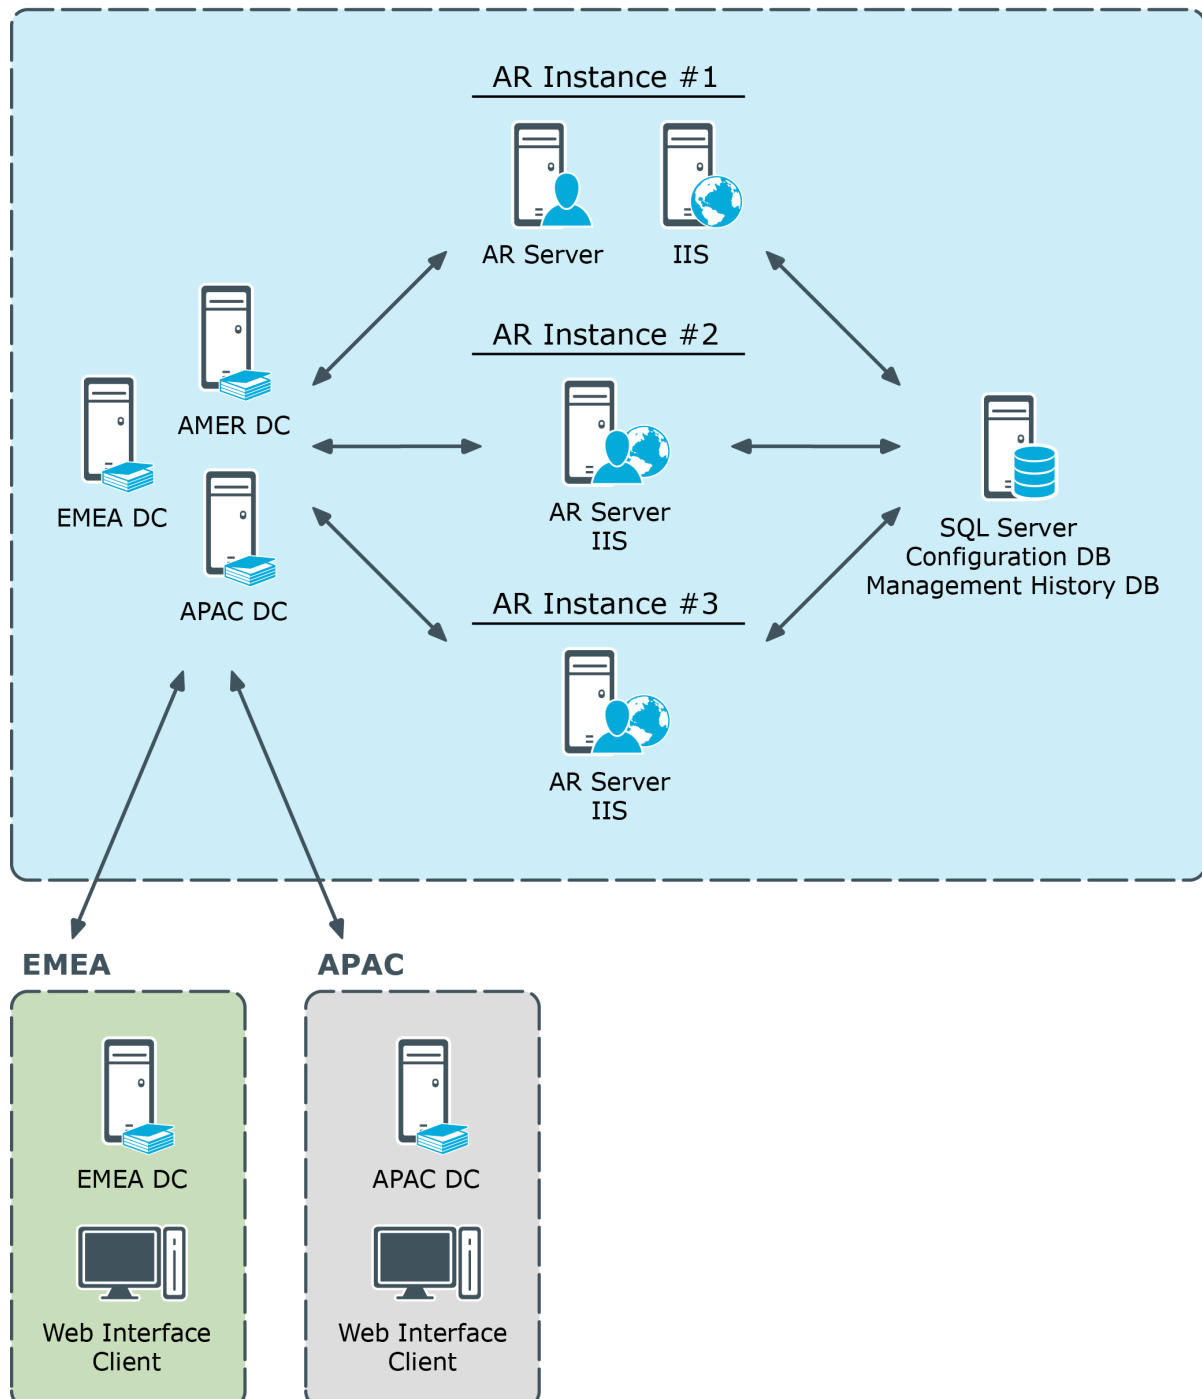 AR Instance #1
AR Server
IIS
AR Instance #2
AMER DC
EMEA DC
AR Server
IIS
SQL Server
Configuration DB
Management History DB
APAC DC
AR Instance #3
AR Server
IIS
EMEA
APAC
EMEA DC
APAC DC
Web Interface
Client
Web Interface
Client